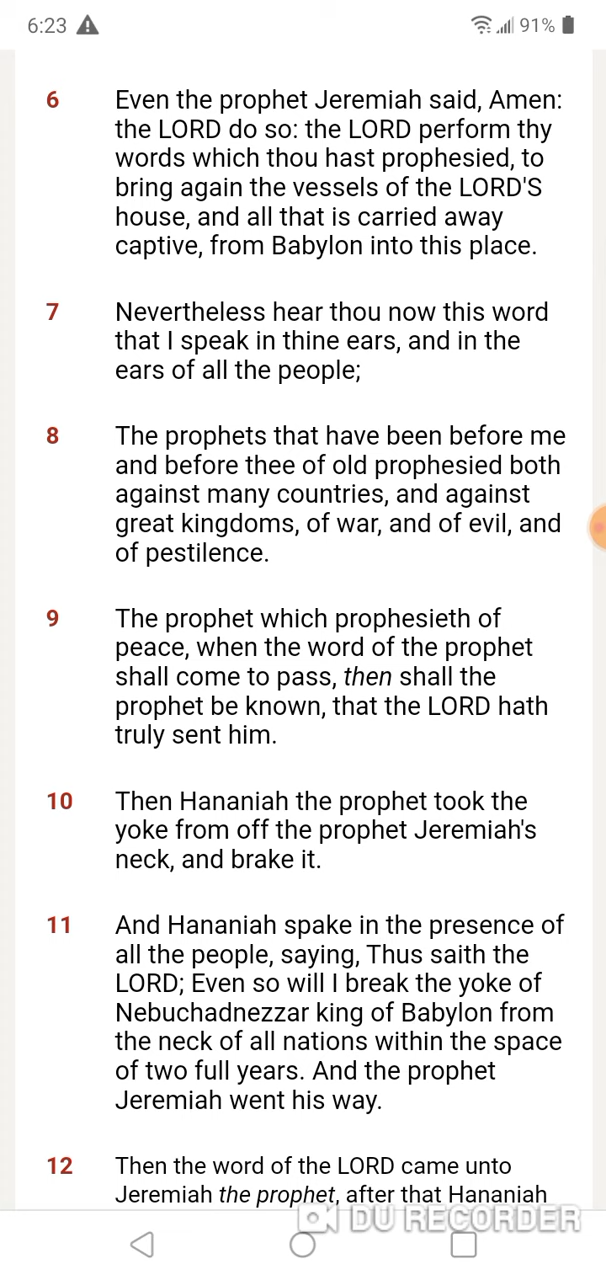 6:23 91%
6 Even the prophet Jeremiah said, Amen:
the LORD do so: the LORD perform thy
words which thou hast prophesied, to
bring again the vessels of the LORD'S
house, and all that is carried away
captive, from Babylon into this place.
7 Nevertheless hear thou now this word
that I speak in thine ears, and in the
ears of all the people;
8 The prophets that have been before me
and before thee of old prophesied both
against many countries, and against
great kingdoms, of war, and of evil, and
of pestilence.
9 The prophet which prophesieth of
peace, when the word of the prophet
shall come to pass, then shall the
prophet be known, that the LORD hath
truly sent him.
10 Then Hananiah the prophet took the
yoke from off the prophet Jeremiah's
neck, and brake it.
11 And Hananiah spake in the presence of
all the people, saying, Thus saith the
LORD; Even so will I break the yoke of
Nebuchadnezzar king of Babylon from
the neck of all nations within the space
of two full years. And the prophet
Jeremiah went his way.
12 Then the word of the LORD came unto
Jeremiah the prophet, after that Hananiah
DU RECORDER